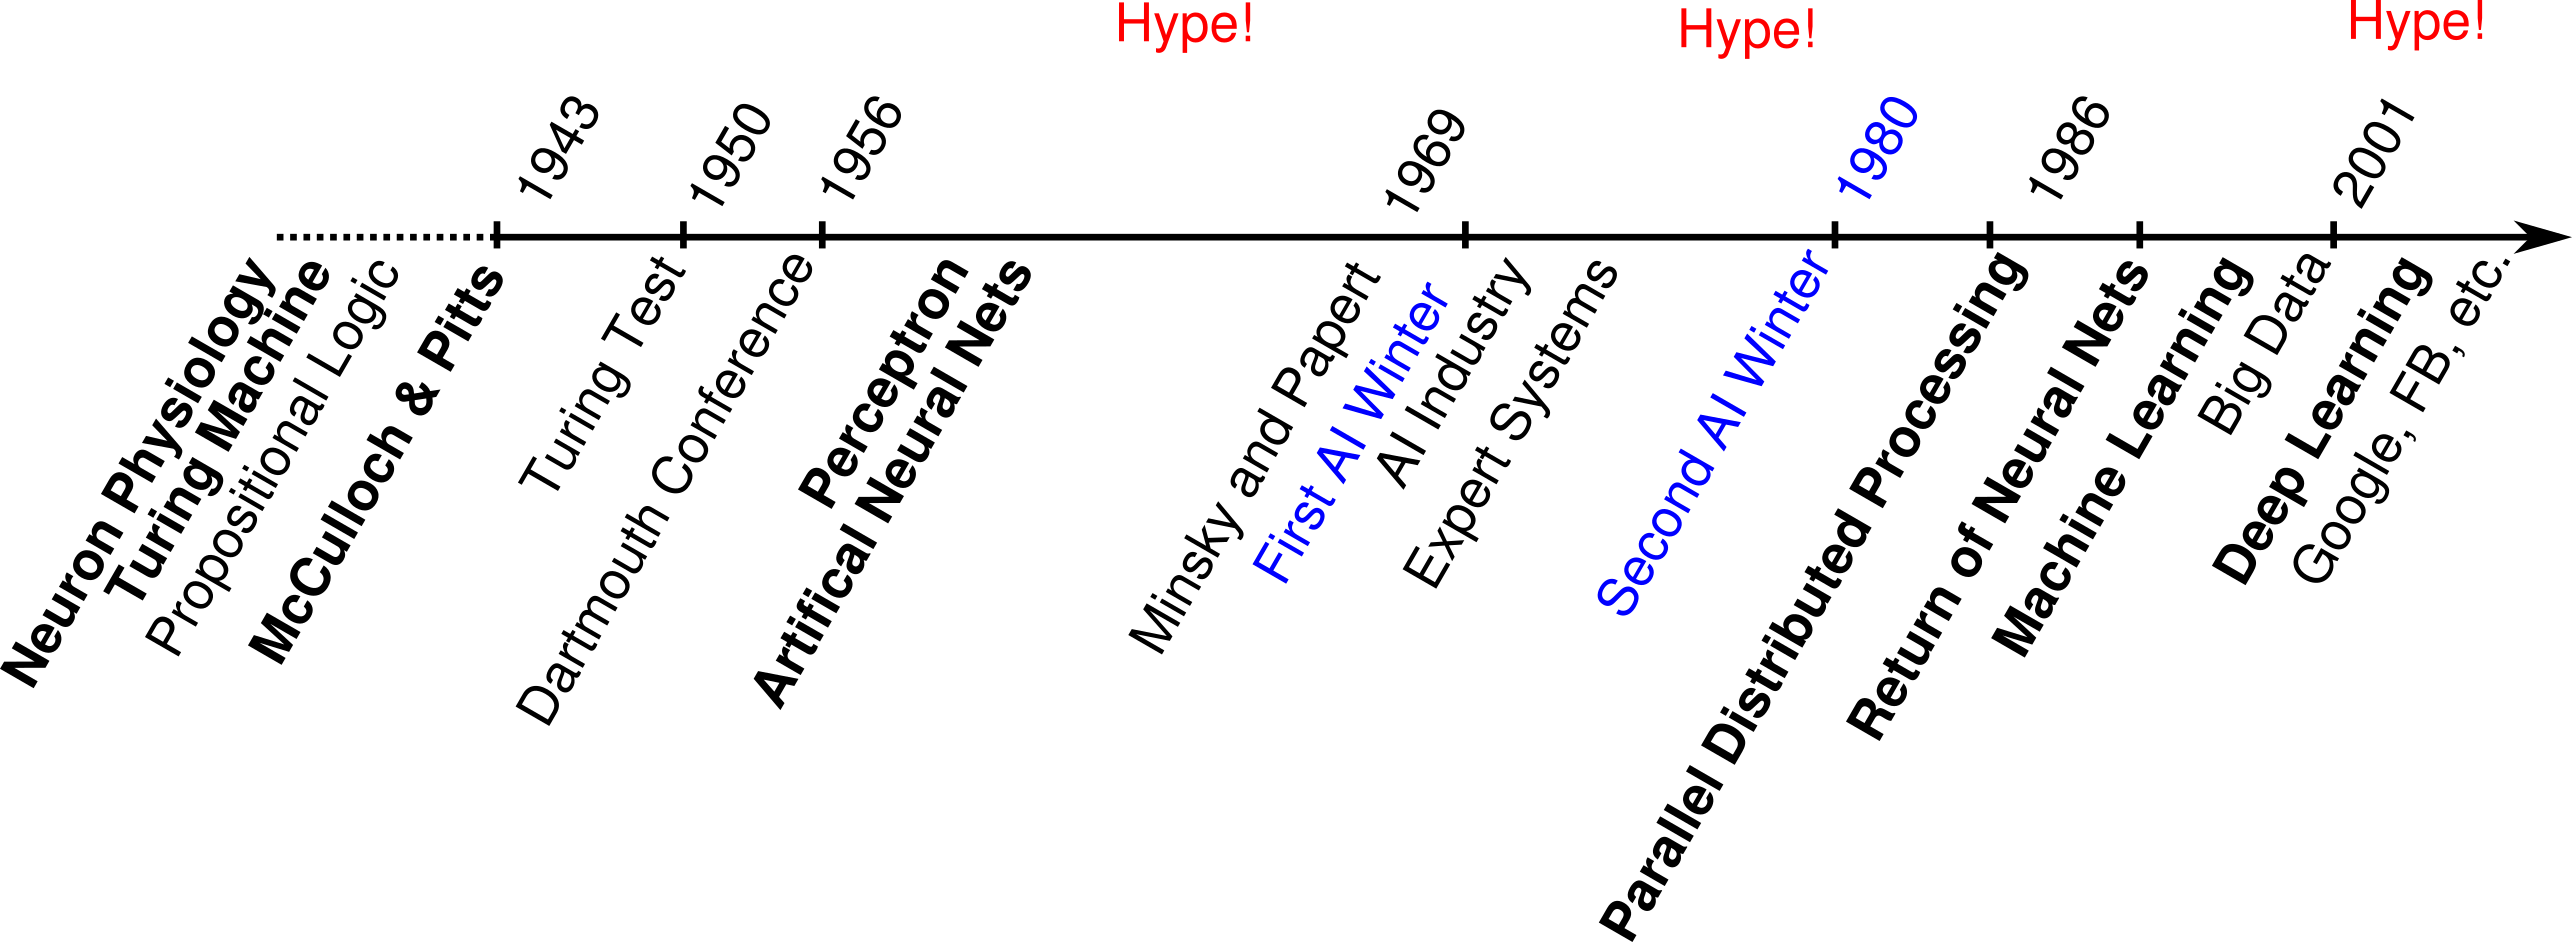 Hype!
Hype!
Hype!
1943
1950
1956
1969
1980
1986
2001
Neuron Physiology
Turing Machine
Propositional Logic
McCulloch & Pitts
Turing Test
Dartmouth Conference
Perceptron
Artifical Neural Nets
Minsky and Papert
First AI Winter
AI Industry
Expert Systems
Second AI Winter
Parallel Distributed Processing
Return of Neural Nets
Machine Learning
Big Data
Deep Learning
Google, FB, etc.